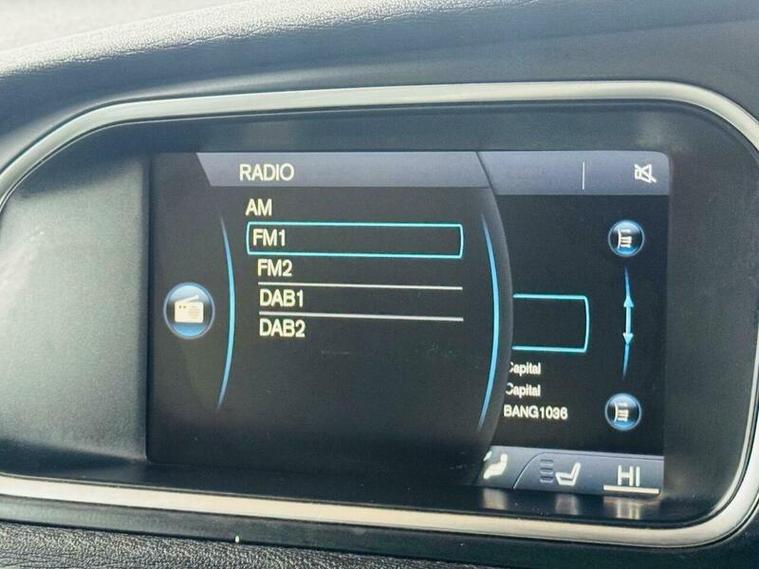 RADIO
AM
FM1
FM2
DAB1
DAB2
Capital
Capital
BANG1036
HI